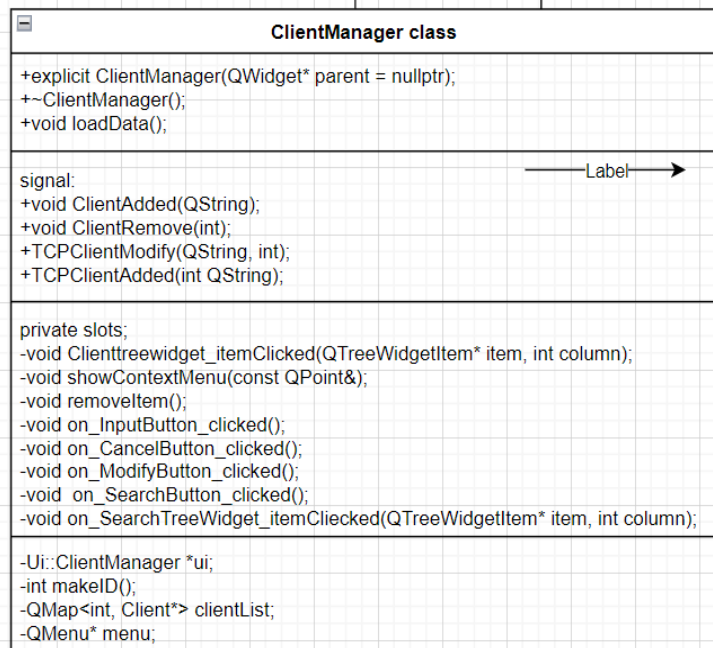 ClientManager class
+explicit ClientManager(QWidget* parent = nullptr);
+~ClientManager();
+void loadData();
Label
signal:
+void ClientAdded(QString);
+void ClientRemove(int);
+TCPClientModify(QString, int);
+TCPClientAdded(int QString);
private slots;
-void Clienttreewidget_itemClicked(QTreeWidgetItem* item, int column);
-void showContextMenu(const QPoint&);
-void removeItem();
-void on_InputButton_clicked();
-void on_CancelButton_clicked();
-void on_ModifyButton_clicked();
-void  on_SearchButton_clicked();
-void on_SearchTreeWidget_itemCliecked(QTreeWidgetItem* item, int column);
-Ui::ClientManager *ui;
-int makeID();
-QMap<int, Client*> clientList;
-QMenu* menu;